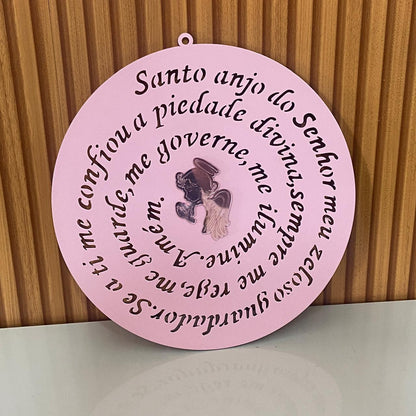 Santo anjo do Senhor meu zeloso guardador. Se a ti me confiou a piedade divina, sempre me rege, me guarde, me governe, me ilumine. Amém.